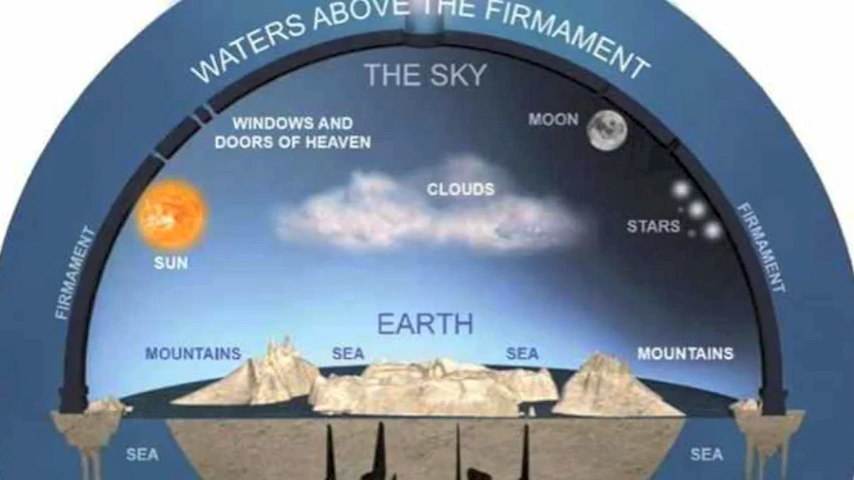 WATERS ABOVE THE FIRMAMENT
THE SKY
WINDOWS AND
DOORS OF HEAVEN
MOON
CLOUDS
STARS
FIRMAMENT
FIRMAMENT
SUN
EARTH
MOUNTAINS
SEA
SEA
MOUNTAINS
SEA
SEA